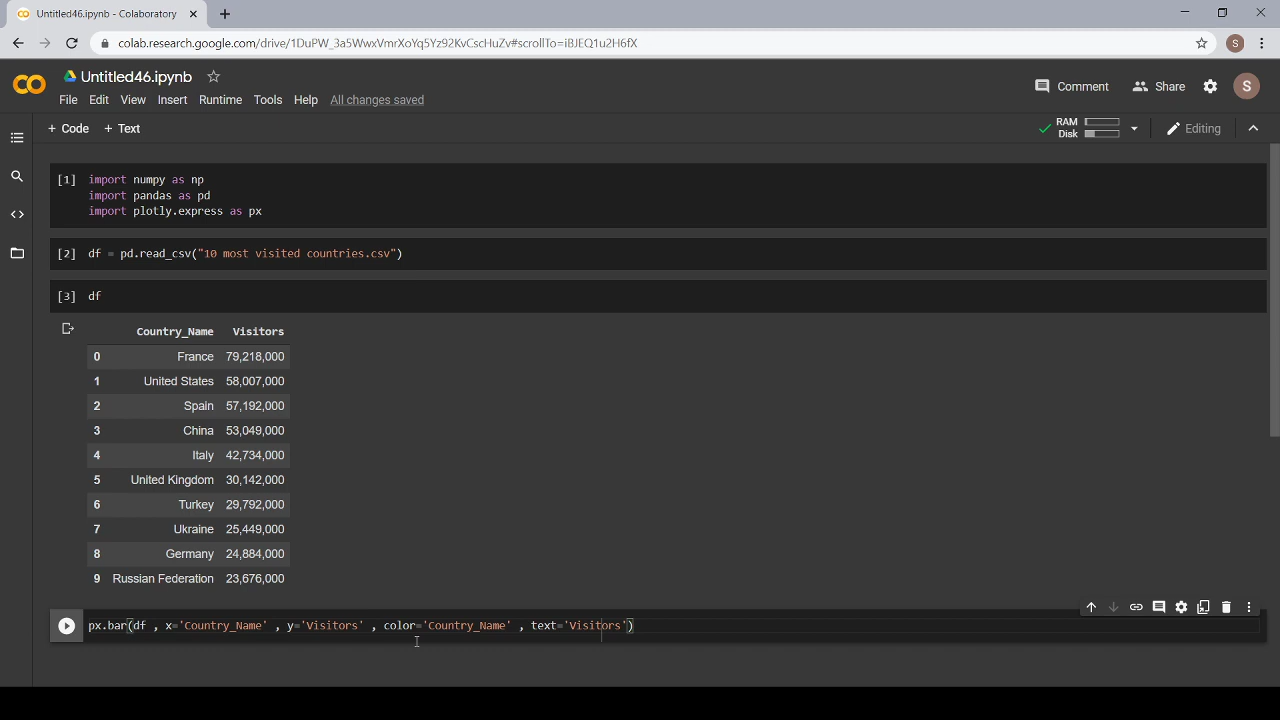 Untitled46.ipynb - Colaboratory
colab.research.google.com/drive/1DuPW_3a5WwxVmrXoYq5Yz92KvCscHuZv#scrollTo=iBJEQ1u2H6fX
S
CO
Untitled46.ipynb
File Edit View Insert Runtime Tools Help All changes saved
Comment Share S
+ Code + Text
RAM
Disk
Editing
[1] import numpy as np
import pandas as pd
import plotly.express as px
[2] df = pd.read_csv("10 most visited countries.csv")
[3] df
Country_Name Visitors
0 France 79,218,000
1 United States 58,007,000
2 Spain 57,192,000
3 China 53,049,000
4 Italy 42,734,000
5 United Kingdom 30,142,000
6 Turkey 29,792,000
7 Ukraine 25,449,000
8 Germany 24,884,000
9 Russian Federation 23,676,000
px.bar(df , x='Country_Name' , y='Visitors' , color='Country_Name' , text='Visitors')